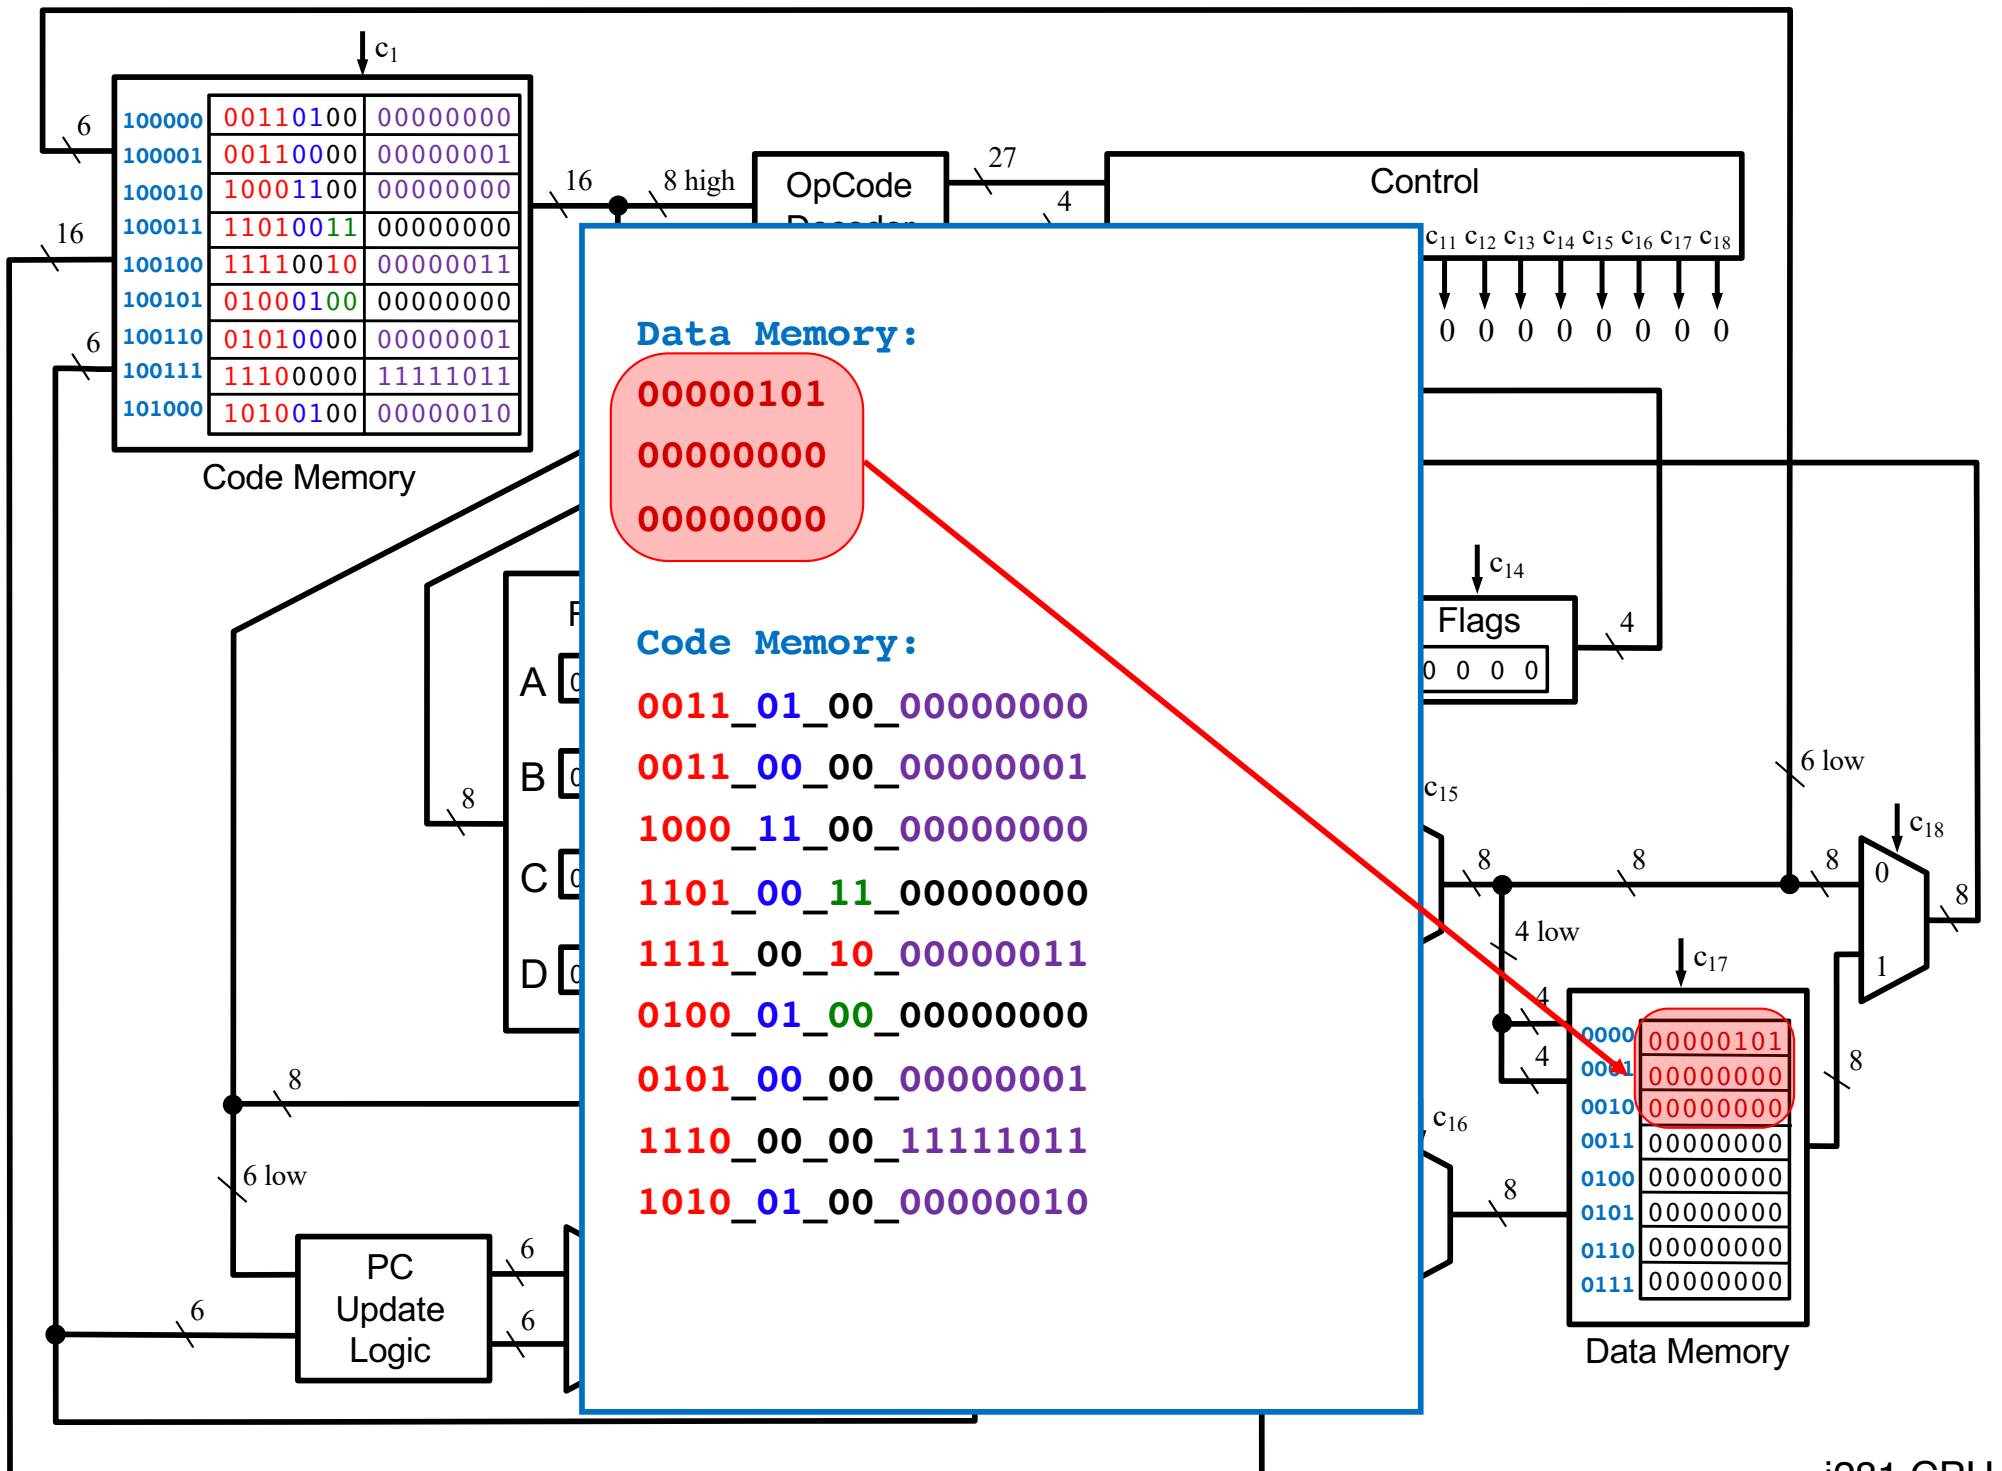 c1
6
16
6
100000 00110100 00000000
100001 00110000 00000001
100010 10001100 00000000
100011 11010011 00000000
100100 11110010 00000011
100101 01000100 00000000
100110 01010000 00000001
100111 11100000 11111011
101000 10100100 00000010
Code Memory
16
8 high
OpCode
27
4
Control
c11 c12 c13 c14 c15 c16 c17 c18
0 0 0 0 0 0 0 0
Data Memory:
00000101
00000000
00000000
Code Memory:
0011_01_00_00000000
0011_00_00_00000001
1000_11_00_00000000
1101_00_11_00000000
1111_00_10_00000011
0100_01_00_00000000
0101_00_00_00000001
1110_00_00_11111011
1010_01_00_00000010
A
B
C
D
8
8
6 low
6
PC
Update
Logic
6
6
c14
Flags
0 0 0 0
4
6 low
c15
8
8
8
c18
0
1
8
4 low
4
4
c17
8
c16
8
0000 00000101
0001 00000000
0010 00000000
0011 00000000
0100 00000000
0101 00000000
0110 00000000
0111 00000000
Data Memory